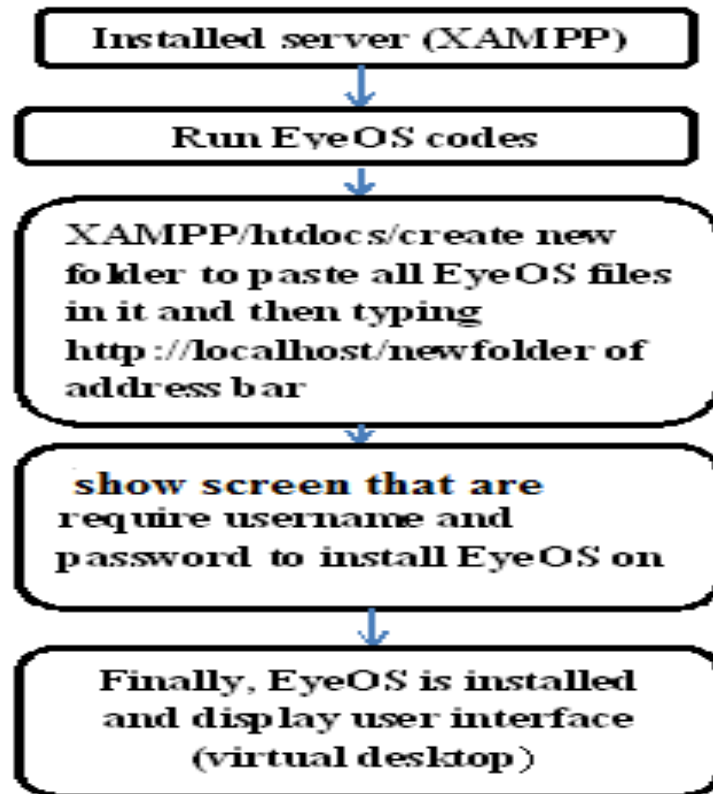 Installed server (XAMPP)
Run EyeOS codes
XAMPP/htdocs/create new
folder to paste all EyeOS files
in it and then typing
http://localhost/newfolder of
address bar
show screen that are
require username and
password to install EyeOS on
Finally, EyeOS is installed
and display user interface
(virtual desktop)